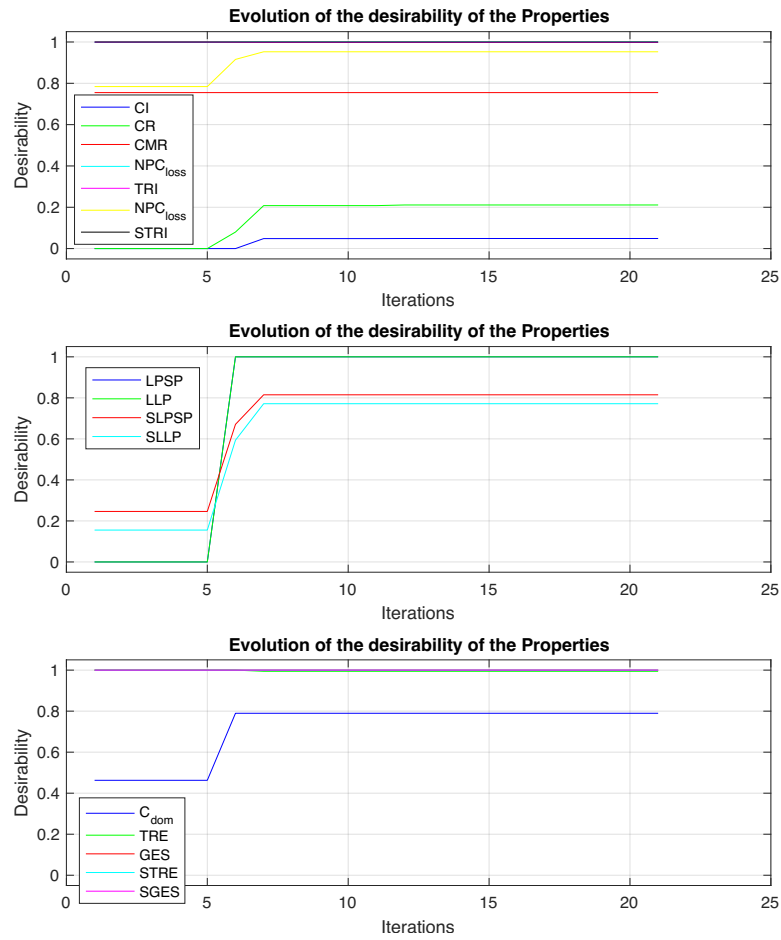 Evolution of the desirability of the Properties
1
0.8
0.6
0.4
0.2
0
Desirability
CI
CR
CMR
NPCloss
TRI
NPCloss
STRI
0 5 10 15 20 25
Iterations
Evolution of the desirability of the Properties
1
0.8
0.6
0.4
0.2
0
Desirability
LPSP
LLP
SLPSP
SLLP
0 5 10 15 20 25
Iterations
Evolution of the desirability of the Properties
1
0.8
0.6
0.4
0.2
0
Desirability
Cdom
TRE
GES
STRE
SGES
0 5 10 15 20 25
Iterations